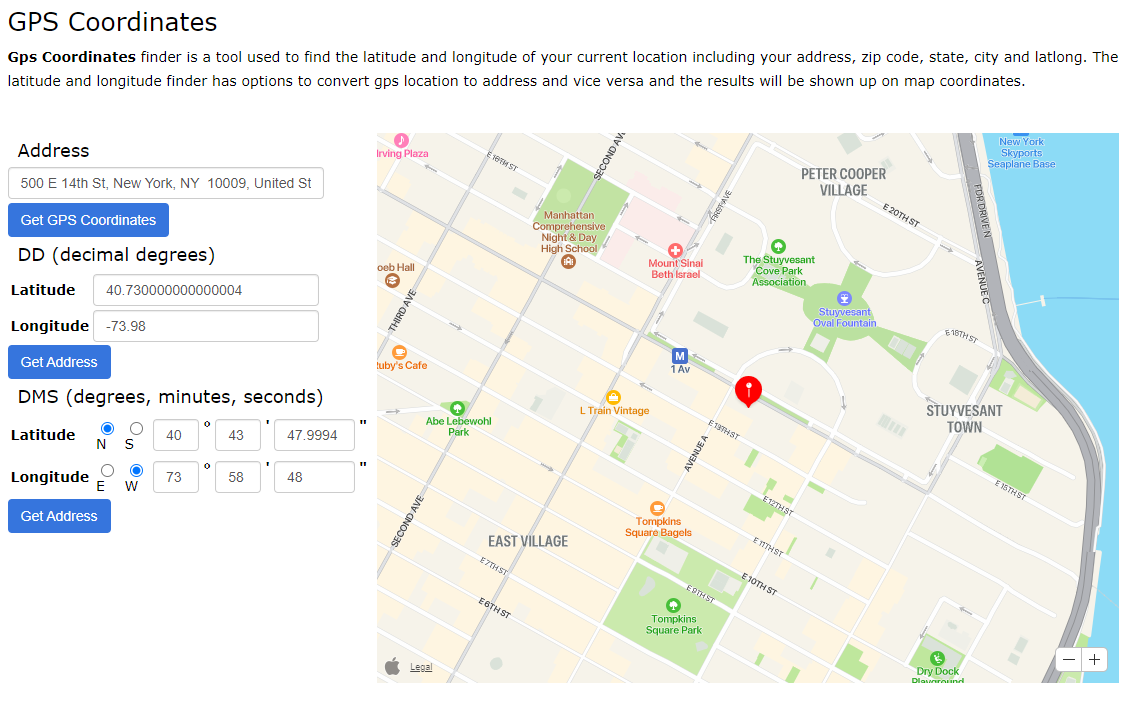 GPS Coordinates
Gps Coordinates finder is a tool used to find the latitude and longitude of your current location including your address, zip code, state, city and latlong. The
latitude and longitude finder has options to convert gps location to address and vice versa and the results will be shown up on map coordinates.
Address
500 E 14th St, New York, NY  10009, United St
Get GPS Coordinates
DD (decimal degrees)
Latitude 40.730000000000004
Longitude -73.98
Get Address
DMS (degrees, minutes, seconds)
Latitude N S 40 ° 43 ' 47.9994 "
Longitude E W 73 ° 58 ' 48 "
Get Address
Irving Plaza
E 16TH ST
SECOND AVE
New York
Skyports
Seaplane Base
PETER COOPER
VILLAGE
FDR DRIVE N
FIRST AVE
E 20TH ST
Manhattan
Comprehensive
Night & Day
High School
Mount Sinai
Beth Israel
The Stuyvesant
Cove Park
Association
oeb Hall
AVENUE C
THIRD AVE
Stuyvesant
Oval Fountain
E 18TH ST
M
1 Av
Ruby's Cafe
L Train Vintage
Abe Lebewohl
Park
STUYVESANT
TOWN
E 13TH ST
AVENUE A
E 15TH ST
E 12TH ST
SECOND AVE
Tompkins
Square Bagels
EAST VILLAGE
E 11TH ST
E 7TH ST
E 10TH ST
E 9TH ST
E 6TH ST
Tompkins
Square Park
Legal
Dry Dock
Playground